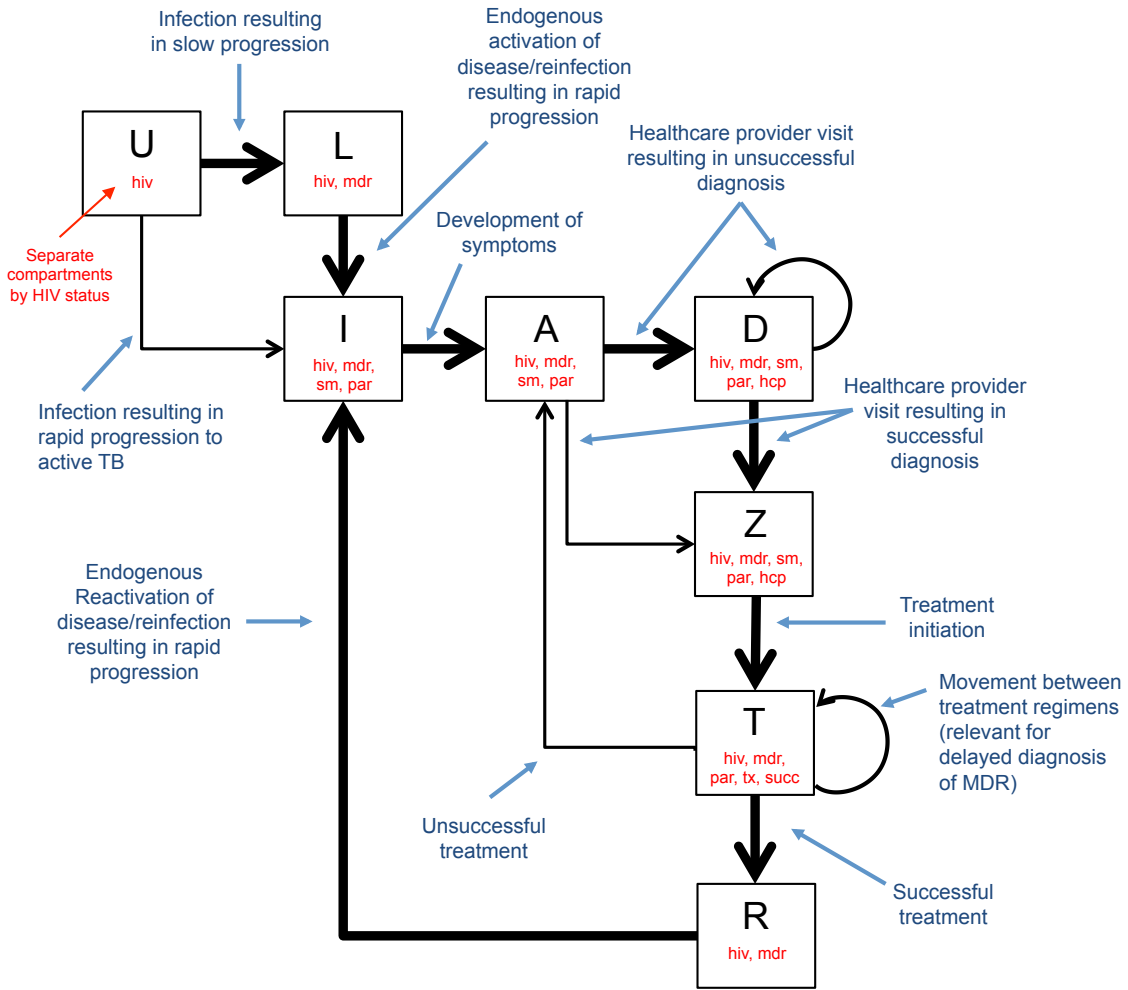 Infection resulting
in slow progression
Endogenous
activation of
disease/reinfection
resulting in rapid
progression
Healthcare provider visit
resulting in unsuccessful
diagnosis
U
hiv
L
hiv, mdr
Separate
compartments
by HIV status
Development of
symptoms
I
hiv, mdr,
sm, par
A
hiv, mdr,
sm, par
D
hiv, mdr, sm,
par, hcp
Infection resulting in
rapid progression to
active TB
Healthcare provider
visit resulting in
successful
diagnosis
Z
hiv, mdr, sm,
par, hcp
Endogenous
Reactivation of
disease/reinfection
resulting in rapid
progression
Treatment
initiation
T
hiv, mdr,
par, tx, succ
Movement between
treatment regimens
(relevant for
delayed diagnosis
of MDR)
Unsuccessful
treatment
Successful
treatment
R
hiv, mdr